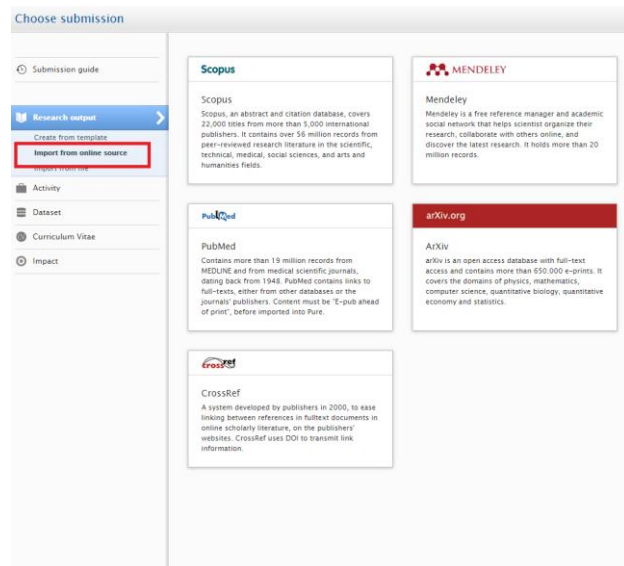 Choose submission
Submission guide
Research output
Create from template
Import from online source
Import from file
Activity
Dataset
Curriculum Vitae
Impact
Scopus
Scopus
Scopus, an abstract and citation database, covers
22,000 titles from more than 5,000 international
publishers. It contains over 56 million records from
peer-reviewed research literature in the scientific,
technical, medical, social sciences, and arts and
humanities fields.
MENDELEY
Mendeley
Mendeley is a free reference manager and academic
social network that helps scientist organize their
research, collaborate with others online, and
discover the latest research. It holds more than 20
million records.
PubMed
PubMed
Contains more than 19 million records from
MEDLINE and from medical scientific journals,
dating back from 1948. PubMed contains links to
full-texts, either from other databases or the
journals' publishers. Content must be "E-pub ahead
of print", before imported into Pure.
arXiv.org
ArXiv
arXiv is an open access database with full-text
access and contains more than 650.000 e-prints. It
covers the domains of physics, mathematics,
computer science, quantitative biology, quantitative
economy and statistics.
crossref
CrossRef
A system developed by publishers in 2000, to ease
linking between references in fulltext documents in
online scholarly literature, on the publishers'
websites. CrossRef uses DOI to transmit link
information.